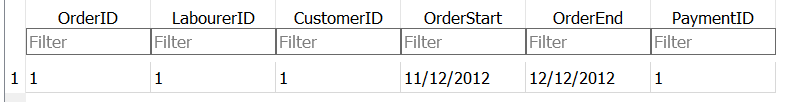 OrderID LabourerID CustomerID OrderStart OrderEnd PaymentID
Filter Filter Filter Filter Filter Filter
1 1 1 1 11/12/2012 12/12/2012 1